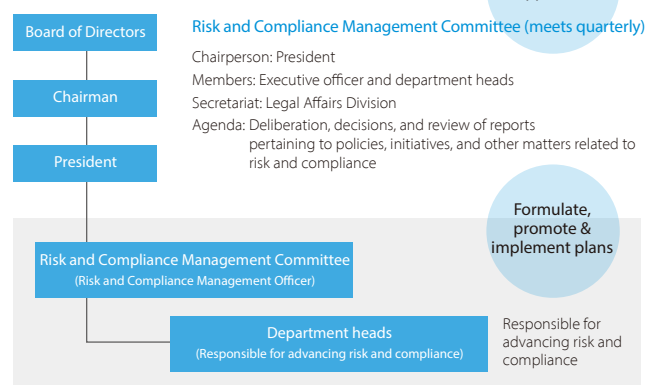 Board of Directors
Risk and Compliance Management Committee (meets quarterly)
Chairperson: President
Members: Executive officer and department heads
Secretariat: Legal Affairs Division
Agenda: Deliberation, decisions, and review of reports
pertaining to policies, initiatives, and other matters related to
risk and compliance
Chairman
President
Formulate,
promote &
implement plans
Risk and Compliance Management Committee
(Risk and Compliance Management Officer)
Department heads
(Responsible for advancing risk and compliance)
Responsible for
advancing risk and
compliance